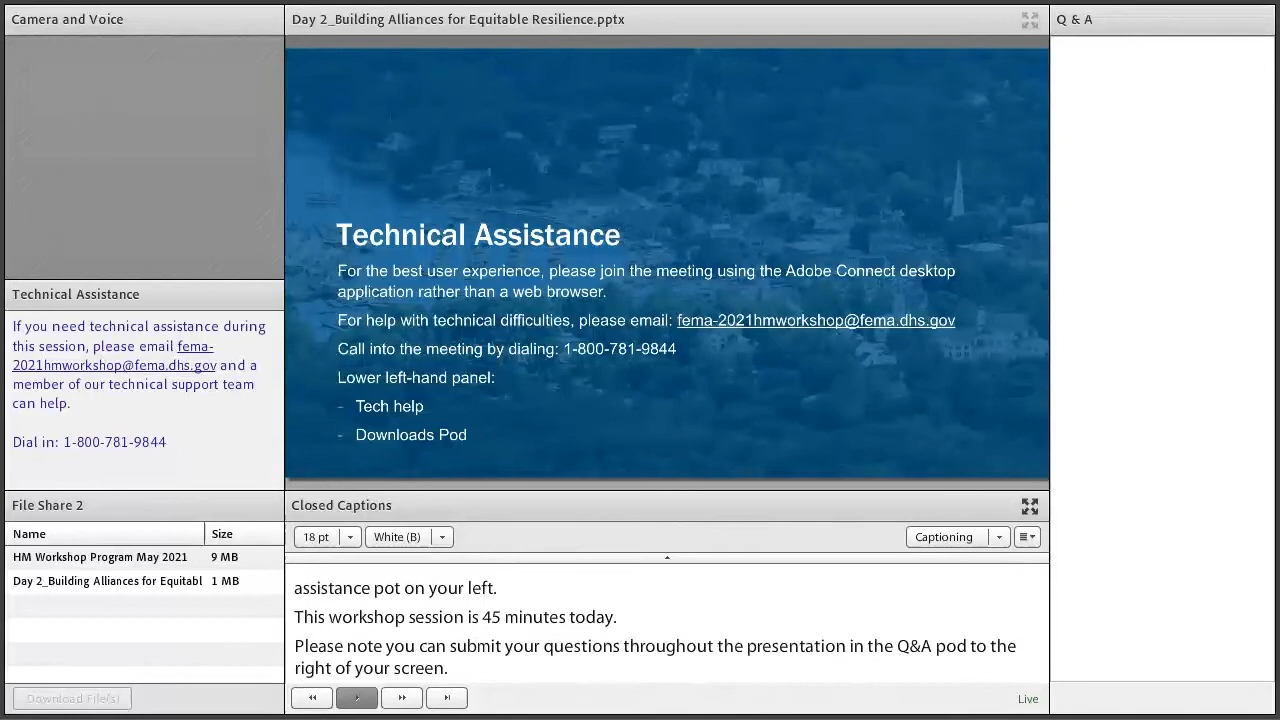 Camera and Voice
Day 2_Building Alliances for Equitable Resilience.pptx
Q & A
Technical Assistance
For the best user experience, please join the meeting using the Adobe Connect desktop
application rather than a web browser.
For help with technical difficulties, please email: fema-2021hmworkshop@fema.dhs.gov
Call into the meeting by dialing: 1-800-781-9844
Lower left-hand panel:
- Tech help
- Downloads Pod
Technical Assistance
If you need technical assistance during
this session, please email fema-
2021hmworkshop@fema.dhs.gov and a
member of our technical support team
can help.
Dial in: 1-800-781-9844
File Share 2
Name Size
HM Workshop Program May 2021 9 MB
Day 2_Building Alliances for Equitabl 1 MB
Download File(s)
Closed Captions
18 pt White (B) Captioning
assistance pot on your left.
This workshop session is 45 minutes today.
Please note you can submit your questions throughout the presentation in the Q&A pod to the
right of your screen.
Live